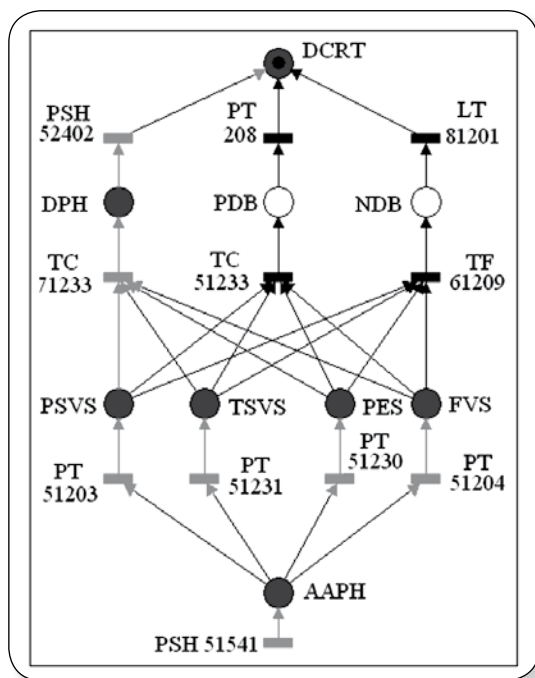 DCRT
PSH
52402
PT
208
LT
81201
DPH
PDB
NDB
TC
71233
TC
51233
TF
61209
PSVS
TSVS
PES
FVS
PT
51203
PT
51231
PT
51230
PT
51204
AAPH
PSH 51541